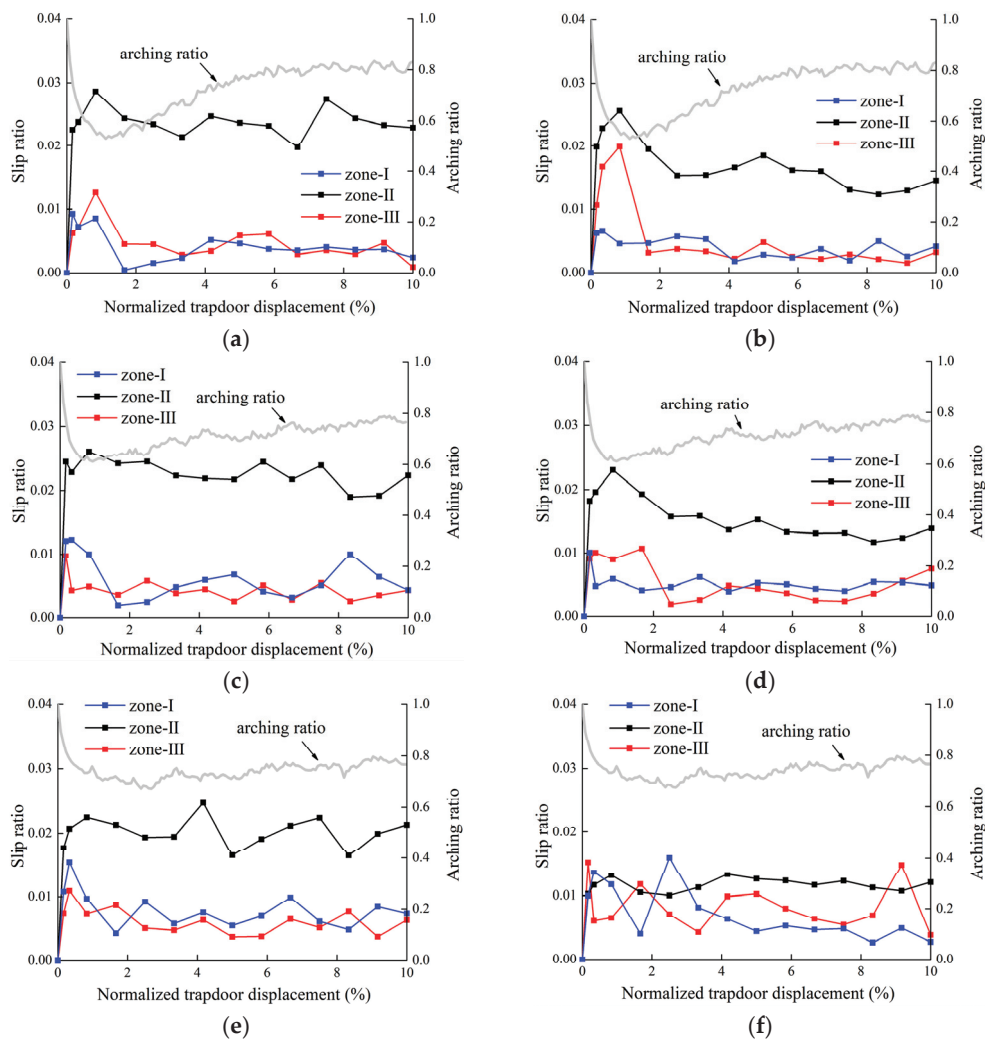 0.04
0.03
0.02
0.01
0.00
Slip ratio
arching ratio
zone-I
zone-II
zone-III
1.0
0.8
0.6
0.4
0.2
0.0
Arching ratio
0 2 4 6 8 10
Normalized trapdoor displacement (%)
(a)
0.04
0.03
0.02
0.01
0.00
Slip ratio
arching ratio
zone-I
zone-II
zone-III
1.0
0.8
0.6
0.4
0.2
0.0
Arching ratio
0 2 4 6 8 10
Normalized trapdoor displacement (%)
(b)
0.04
0.03
0.02
0.01
0.00
Slip ratio
zone-I
zone-II
zone-III
arching ratio
1.0
0.8
0.6
0.4
0.2
0.0
Arching ratio
0 2 4 6 8 10
Normalized trapdoor displacement (%)
(c)
0.04
0.03
0.02
0.01
0.00
Slip ratio
arching ratio
zone-I
zone-II
zone-III
1.0
0.8
0.6
0.4
0.2
0.0
Arching ratio
0 2 4 6 8 10
Normalized trapdoor displacement (%)
(d)
0.04
0.03
0.02
0.01
0.00
Slip ratio
zone-I
zone-II
zone-III
arching ratio
1.0
0.8
0.6
0.4
0.2
0.0
Arching ratio
0 2 4 6 8 10
Normalized trapdoor displacement (%)
(e)
0.04
0.03
0.02
0.01
0.00
Slip ratio
zone-I
zone-II
zone-III
arching ratio
1.0
0.8
0.6
0.4
0.2
0.0
Arching ratio
0 2 4 6 8 10
Normalized trapdoor displacement (%)
(f)